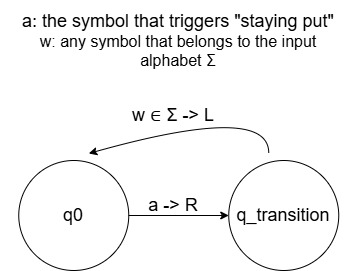 a: the symbol that triggers "staying put"
w: any symbol that belongs to the input
alphabet Σ
w ∈ Σ -> L
a -> R
q0
q_transition